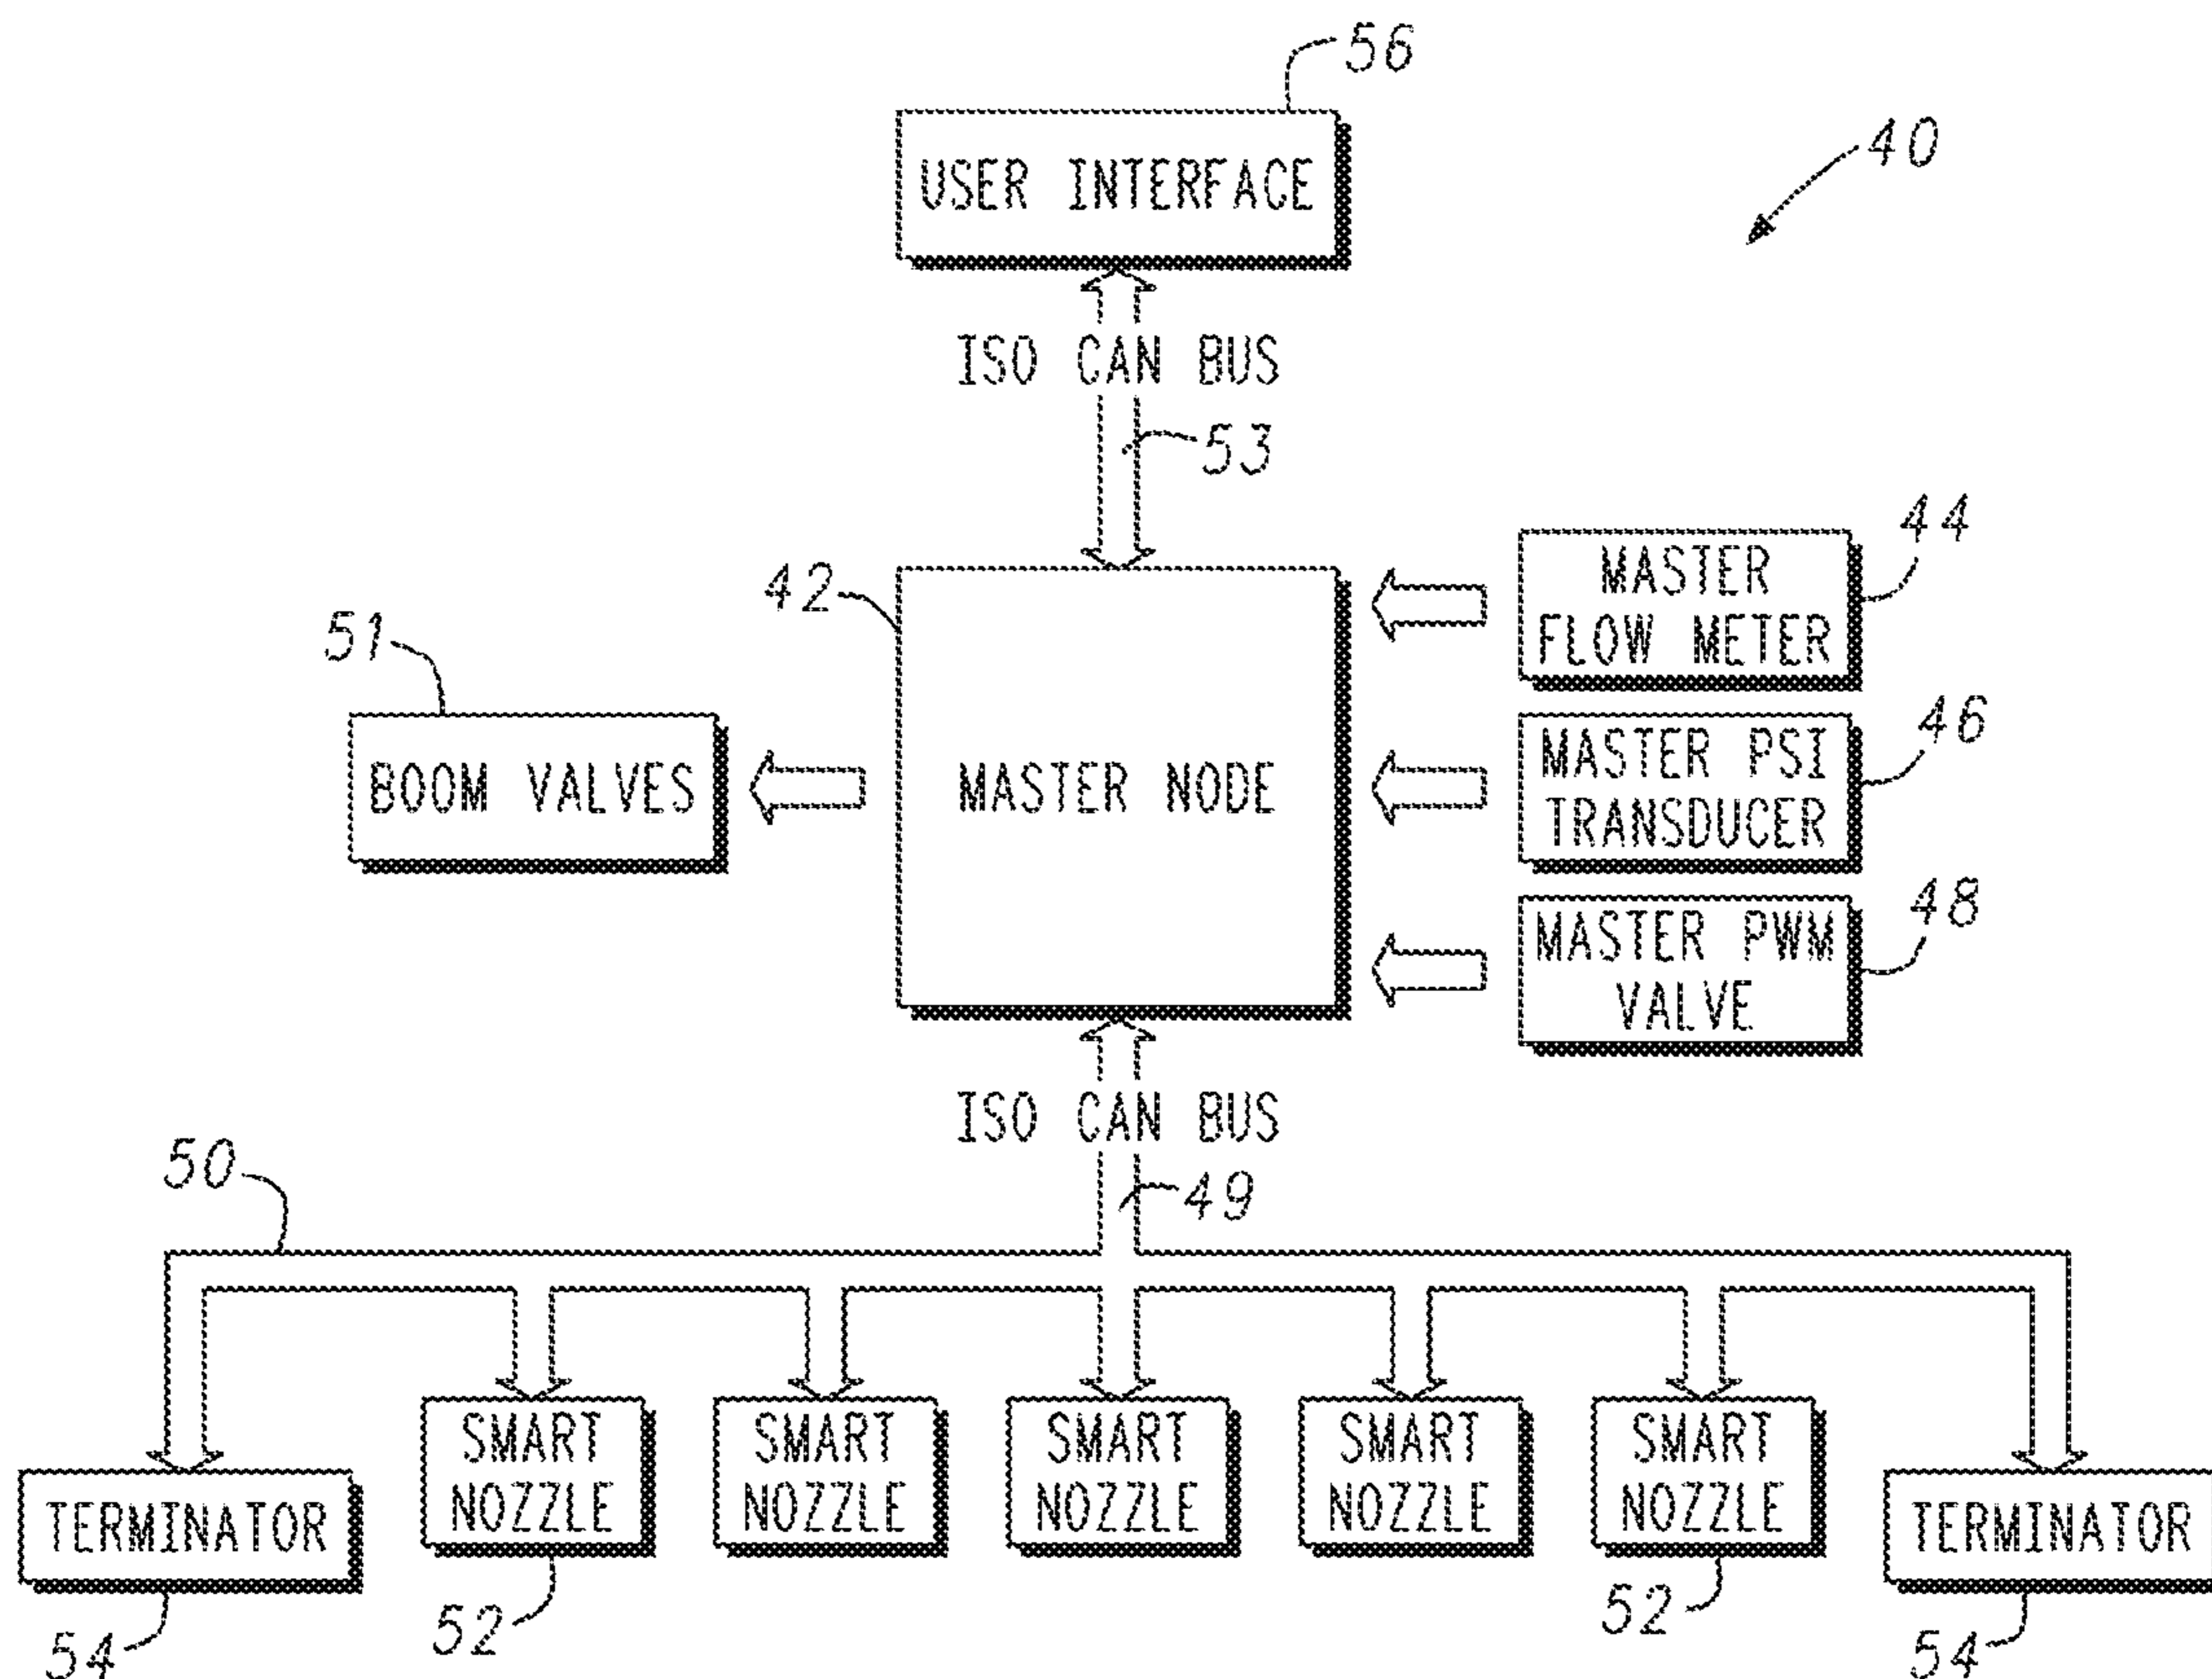 56
40
USER INTERFACE
ISO CAN BUS
53
44
MASTER
FLOW METER
42
51
46
BOOM VALVES
MASTER NODE
MASTER PSI
TRANSDUCER
48
MASTER PWM
VALVE
ISO CAN BUS
50
49
SMART
NOZZLE
SMART
NOZZLE
SMART
NOZZLE
SMART
NOZZLE
SMART
NOZZLE
TERMINATOR
TERMINATOR
54
52
52
54